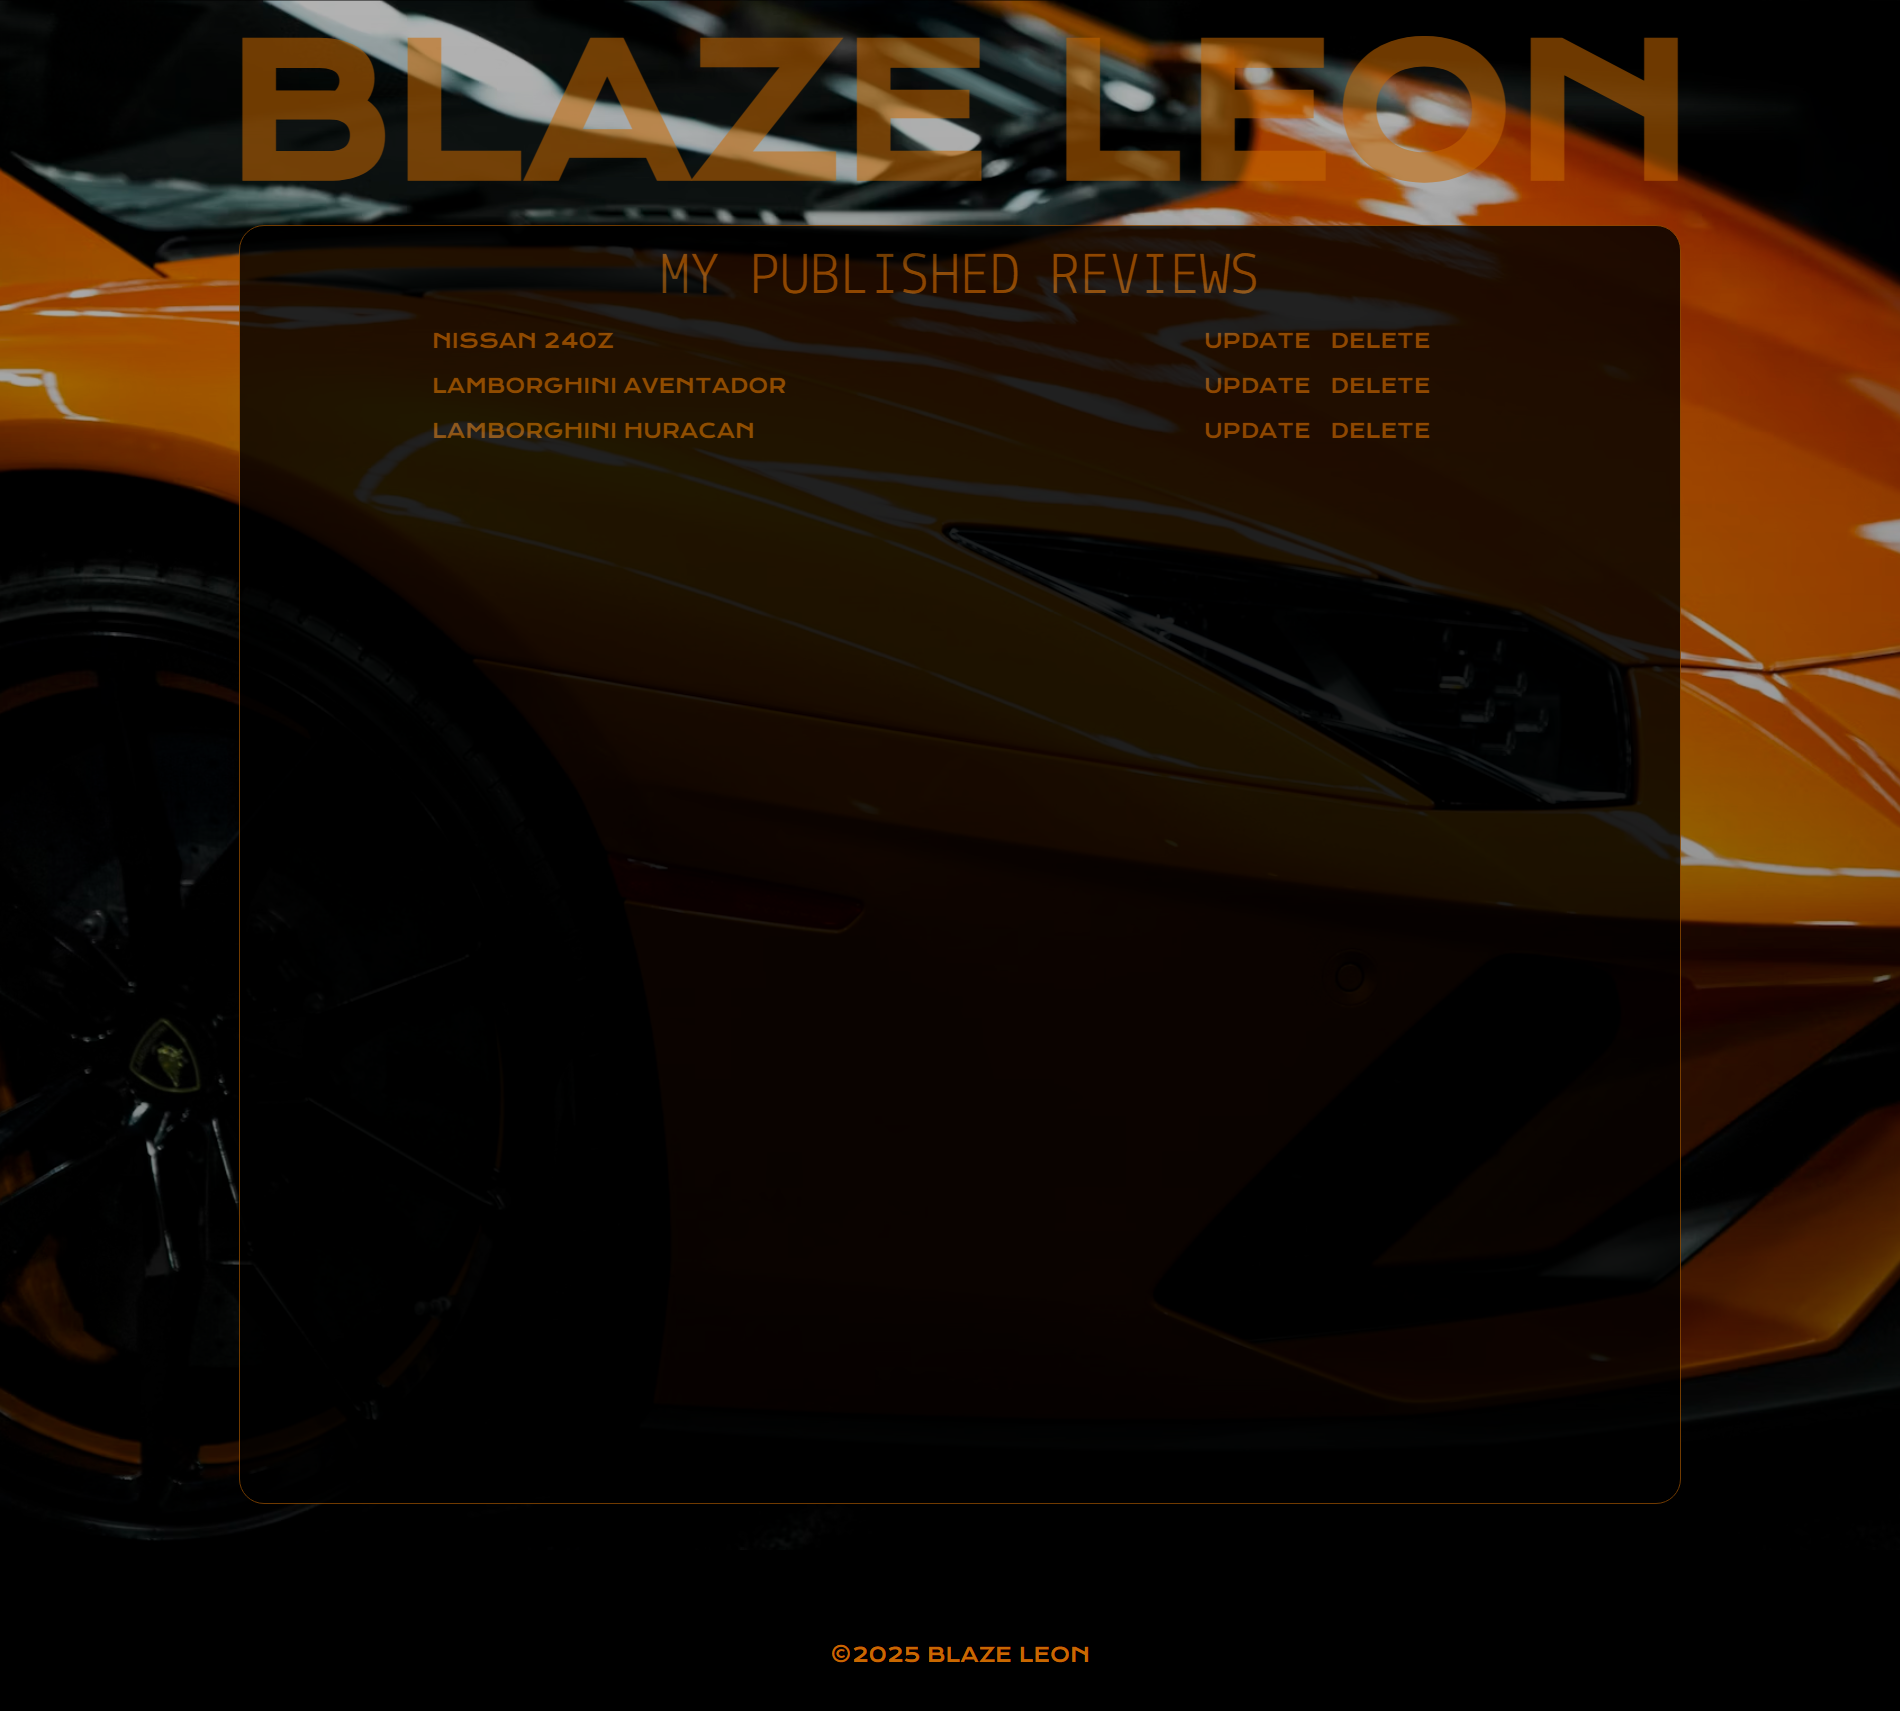 BLAZE LEON
MY PUBLISHED REVIEWS
NISSAN 240Z UPDATE DELETE
LAMBORGHINI AVENTADOR UPDATE DELETE
LAMBORGHINI HURACAN UPDATE DELETE
©2025 BLAZE LEON